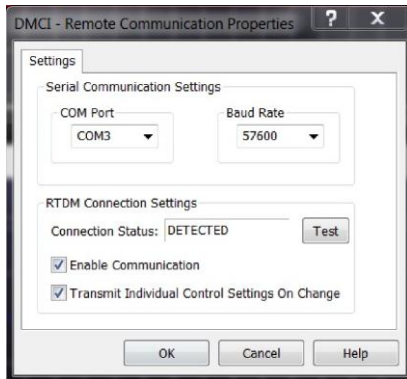 DMCI - Remote Communication Properties ? X
Settings
Serial Communication Settings
COM Port Baud Rate
COM3 57600
RTDM Connection Settings
Connection Status: DETECTED Test
Enable Communication
Transmit Individual Control Settings On Change
OK Cancel Help